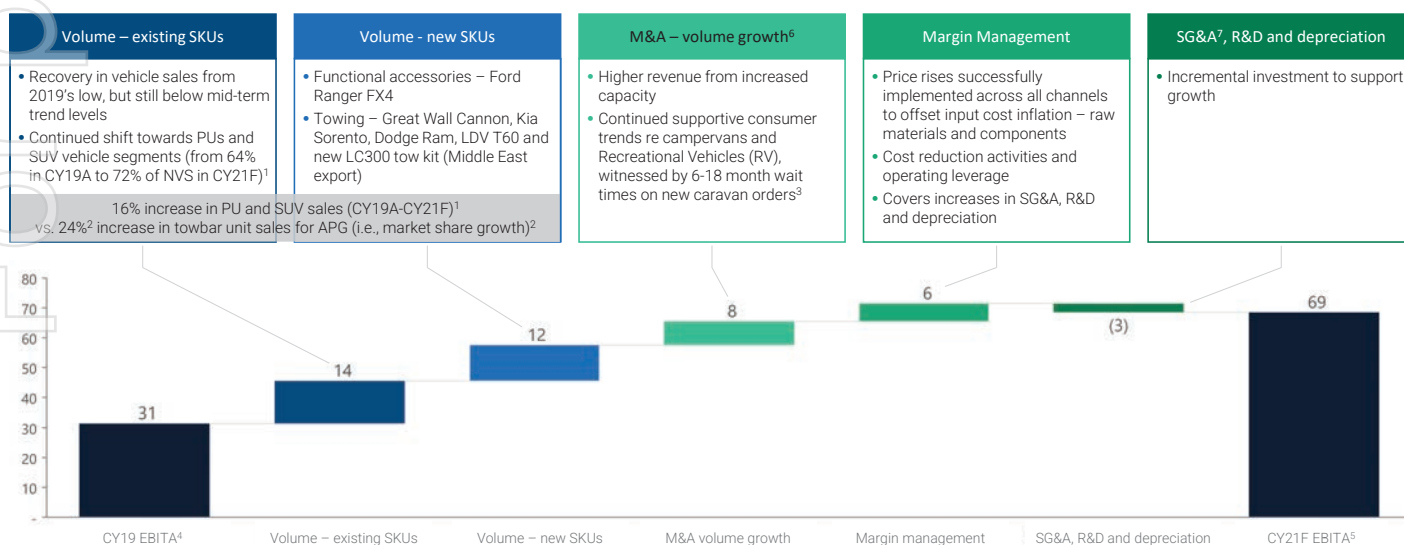 Volume – existing SKUs
• Recovery in vehicle sales from
2019's low, but still below mid-term
trend levels
• Continued shift towards PUs and
SUV vehicle segments (from 64%
in CY19A to 72% of NVS in CY21F)1
Volume - new SKUs
• Functional accessories – Ford
Ranger FX4
• Towing – Great Wall Cannon, Kia
Sorento, Dodge Ram, LDV T60 and
new LC300 tow kit (Middle East
export)
16% increase in PU and SUV sales (CY19A-CY21F)1
vs. 24%2 increase in towbar unit sales for APG (i.e., market share growth)2
M&A – volume growth6
• Higher revenue from increased
capacity
• Continued supportive consumer
trends re campervans and
Recreational Vehicles (RV),
witnessed by 6-18 month wait
times on new caravan orders3
Margin Management
• Price rises successfully
implemented across all channels
to offset input cost inflation – raw
materials and components
• Cost reduction activities and
operating leverage
• Covers increases in SG&A, R&D
and depreciation
SG&A7, R&D and depreciation
• Incremental investment to support
growth
80
70
60
50
40
30
20
10
-
31
14
12
8
6
(3)
69
CY19 EBITA4
Volume – existing SKUs
Volume – new SKUs
M&A volume growth
Margin management
SG&A, R&D and depreciation
CY21F EBITA5